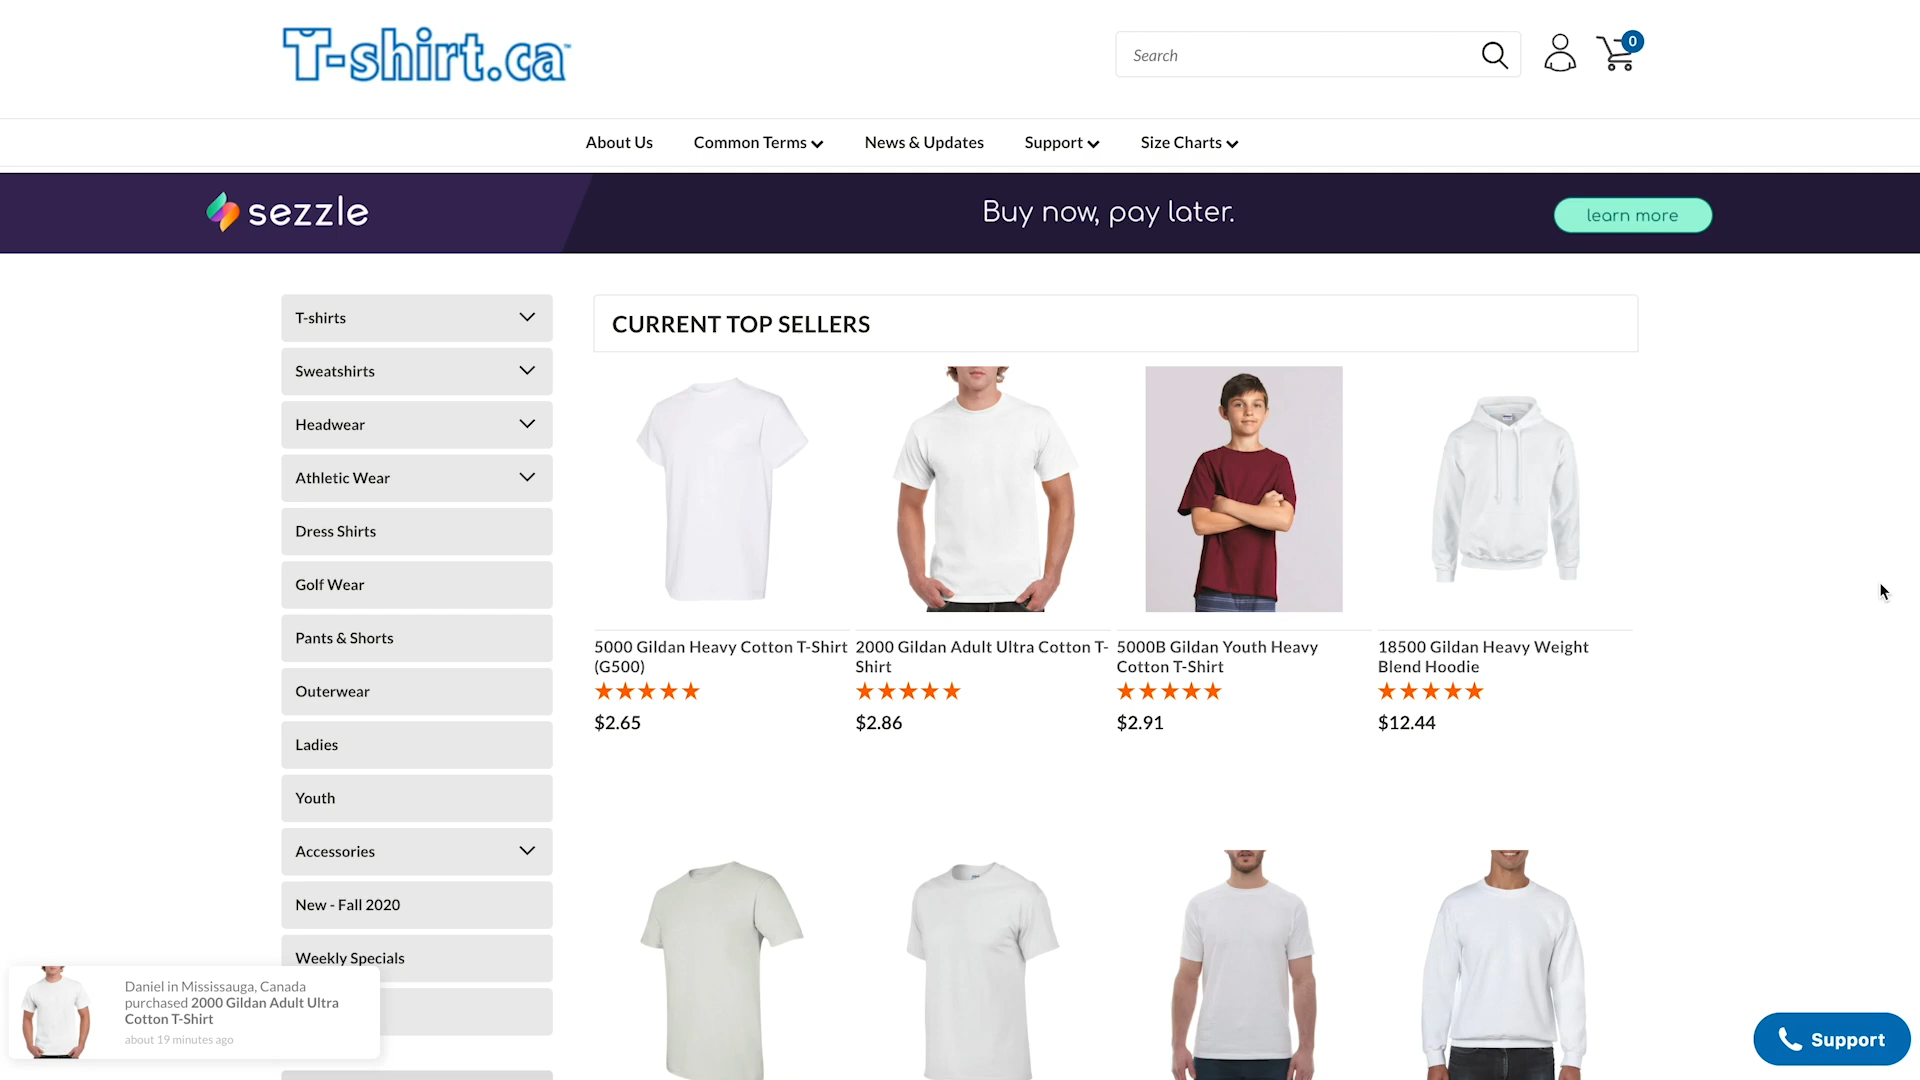 T-shirt.ca
Search
0
About Us
Common Terms
News & Updates
Support
Size Charts
sezzle
Buy now, pay later.
learn more
T-shirts
Sweatshirts
Headwear
Athletic Wear
Dress Shirts
Golf Wear
Pants & Shorts
Outerwear
Ladies
Youth
Accessories
New - Fall 2020
Weekly Specials
CURRENT TOP SELLERS
5000 Gildan Heavy Cotton T-Shirt
(G500)
$2.65
2000 Gildan Adult Ultra Cotton T-
Shirt
$2.86
5000B Gildan Youth Heavy
Cotton T-Shirt
$2.91
18500 Gildan Heavy Weight
Blend Hoodie
$12.44
Daniel in Mississauga, Canada
purchased 2000 Gildan Adult Ultra
Cotton T-Shirt
about 19 minutes ago
Support